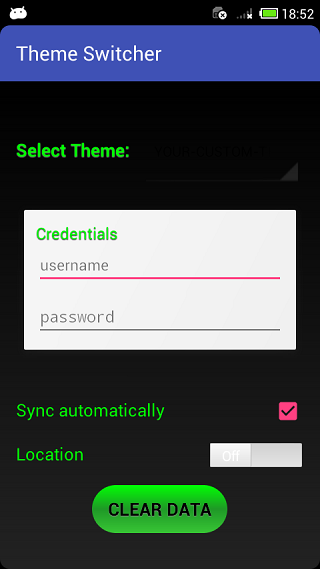 18:52
Theme Switcher
Select Theme:
Credentials
username
password
Sync automatically
Location
Off
CLEAR DATA